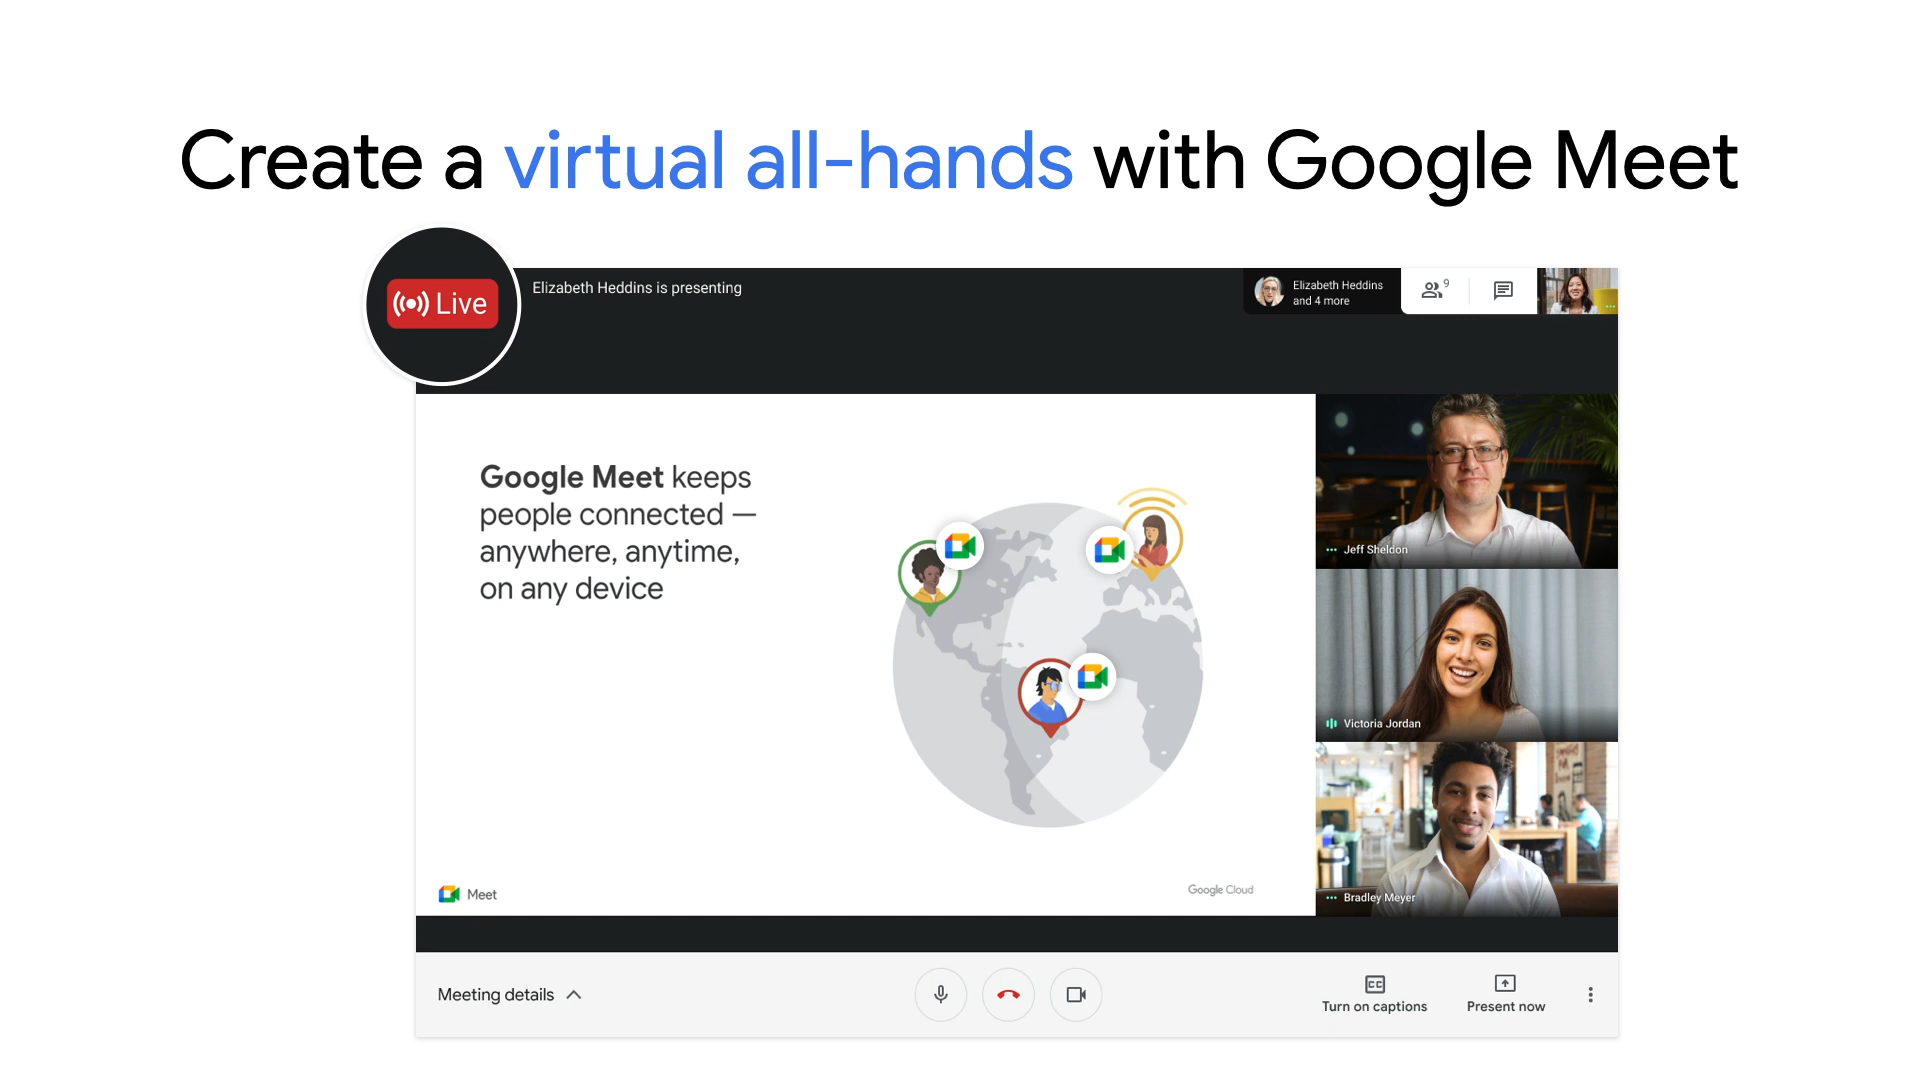 Create a virtual all-hands with Google Meet
Live
Elizabeth Heddins is presenting
Elizabeth Heddins
and 4 more
9
Google Meet keeps
people connected —
anywhere, anytime,
on any device
Jeff Sheldon
Victoria Jordan
Bradley Meyer
Meet
Google Cloud
Meeting details
CC
Turn on captions
Present now